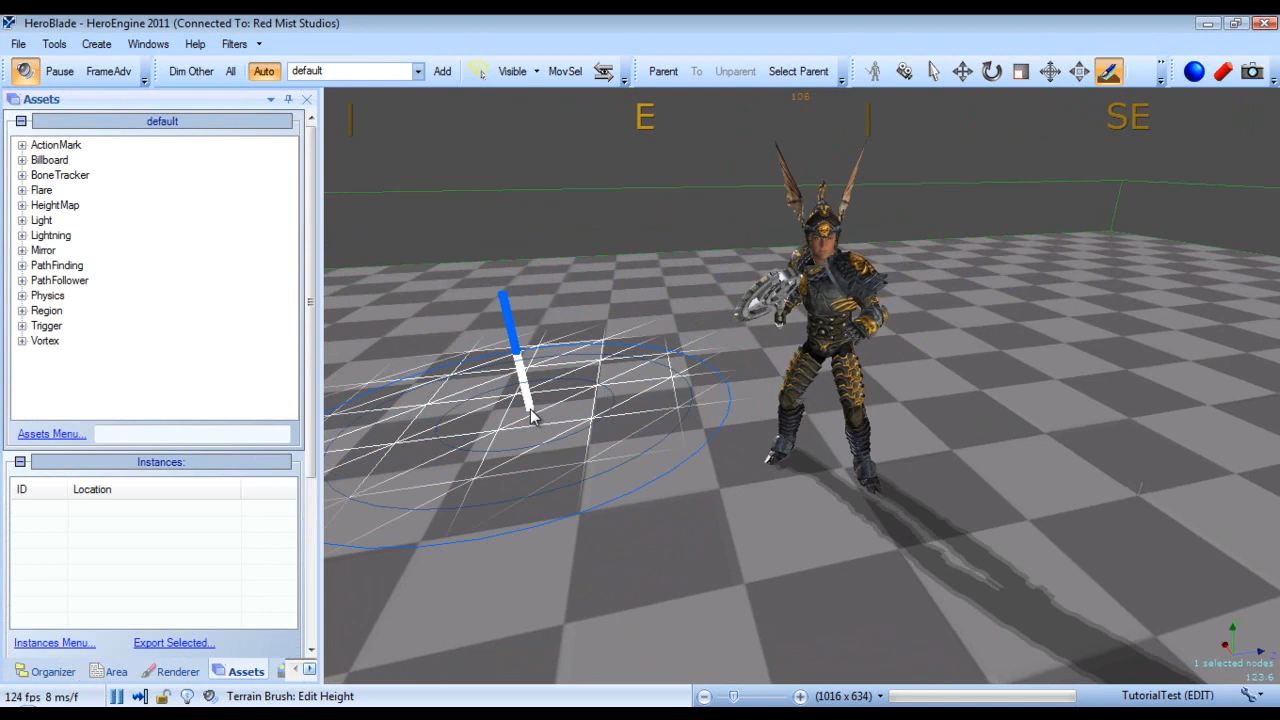 HeroBlade - HeroEngine 2011 (Connected To: Red Mist Studios)
File Tools Create Windows Help Filters
Pause FrameAdv Dim Other All Auto default Add Visible MovSel Parent To Unparent Select Parent
Assets
default
106
E
SE
ActionMark
Billboard
BoneTracker
Flare
HeightMap
Light
Lightning
Mirror
PathFinding
PathFollower
Physics
Region
Trigger
Vortex
Assets Menu...
Instances:
ID Location
Instances Menu... Export Selected...
1 selected nodes
123.6
Organizer Area Renderer Assets
124 fps 8 ms/f Terrain Brush: Edit Height (1016 x 634) TutorialTest (EDIT)